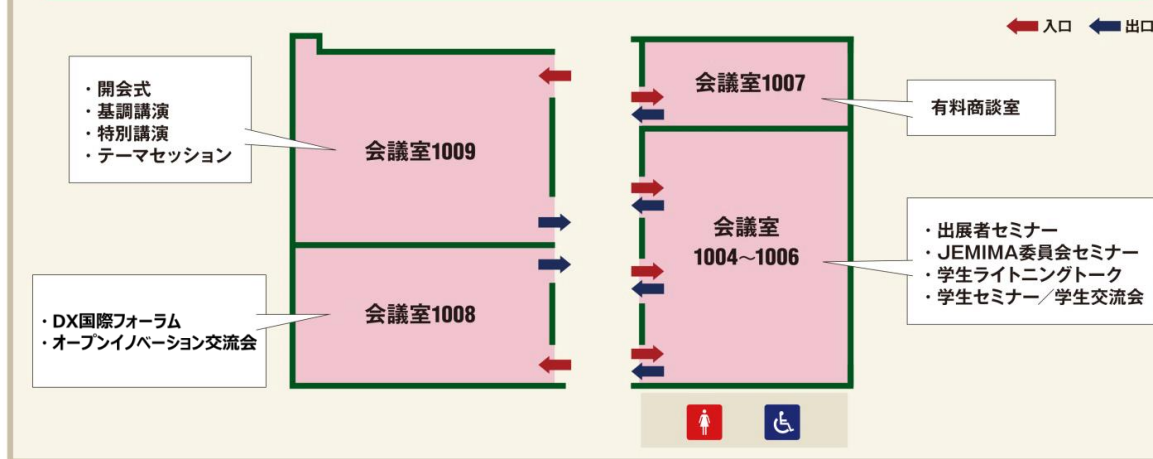 入口 出口
・開会式
・基調講演
・特別講演
・テーマセッション
会議室1009
会議室1007
有料商談室
会議室
1004～1006
・出展者セミナー
・JEMIMA委員会セミナー
・学生ライトニングトーク
・学生セミナー／学生交流会
・DX国際フォーラム
・オープンイノベーション交流会
会議室1008